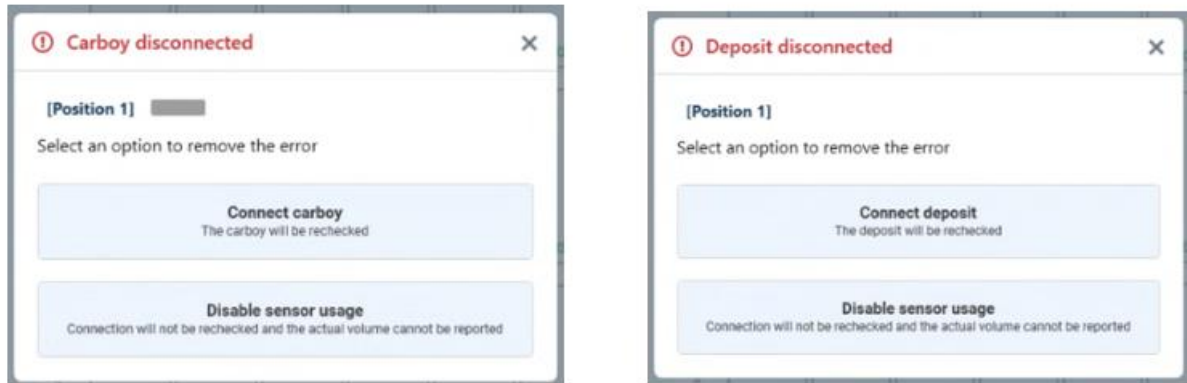 Carboy disconnected
[Position 1]
Select an option to remove the error
Connect carboy
The carboy will be rechecked
Disable sensor usage
Connection will not be rechecked and the actual volume cannot be reported
Deposit disconnected
[Position 1]
Select an option to remove the error
Connect deposit
The deposit will be rechecked
Disable sensor usage
Connection will not be rechecked and the actual volume cannot be reported